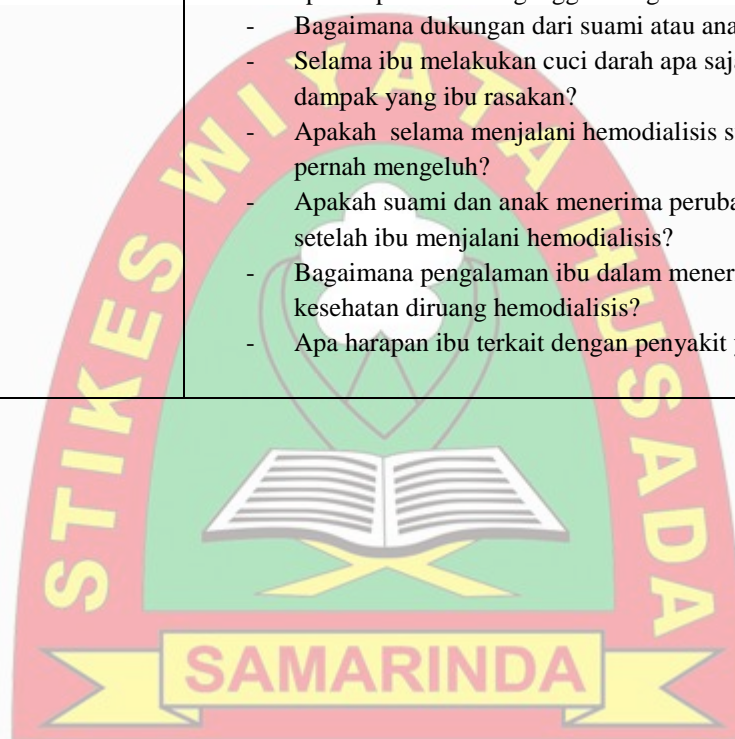 - Bagaimana dukungan dari suami atau ana
- Selama ibu melakukan cuci darah apa saja
dampak yang ibu rasakan?
- Apakah selama menjalani hemodialisis s
pernah mengeluh?
- Apakah suami dan anak menerima peruba
setelah ibu menjalani hemodialisis?
- Bagaimana pengalaman ibu dalam mener
kesehatan diruang hemodialisis?
- Apa harapan ibu terkait dengan penyakit
STIKES WIYATA HUSADA
SAMARINDA